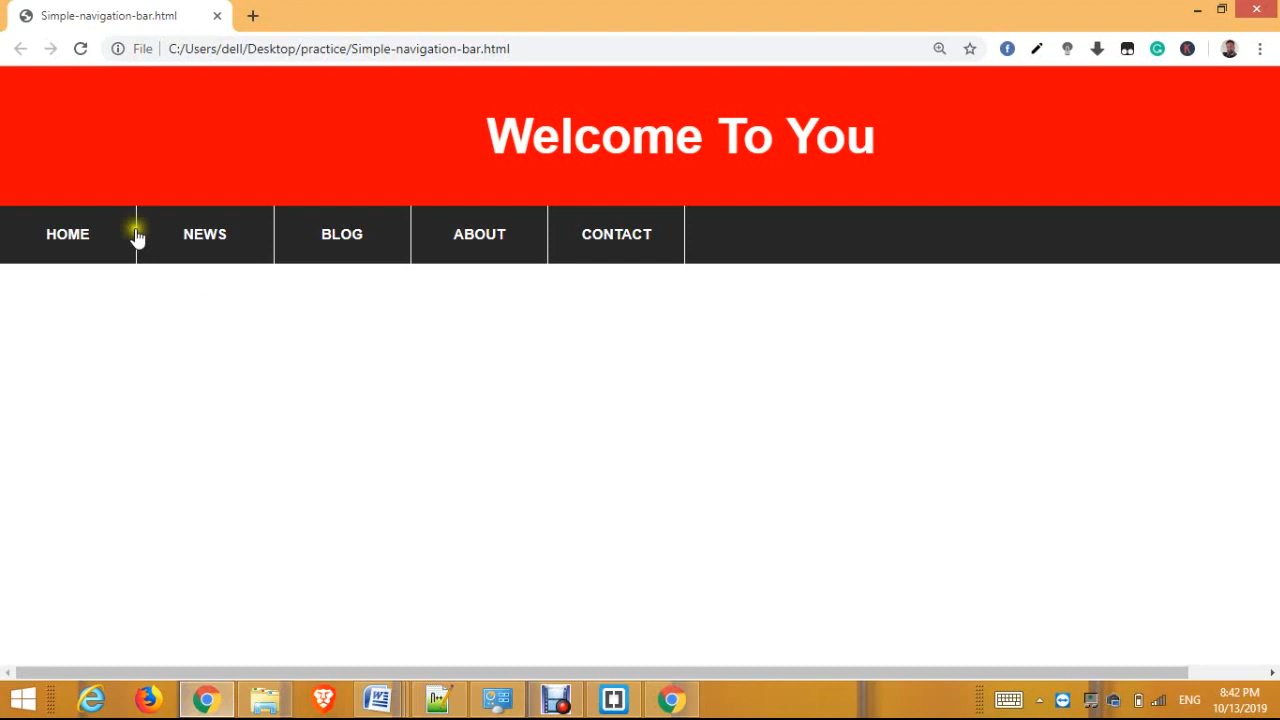 Simple-navigation-bar.html
File
C:/Users/dell/Desktop/practice/Simple-navigation-bar.html
Welcome To You
HOME
NEWS
BLOG
ABOUT
CONTACT
ENG
8:42 PM
10/13/2019